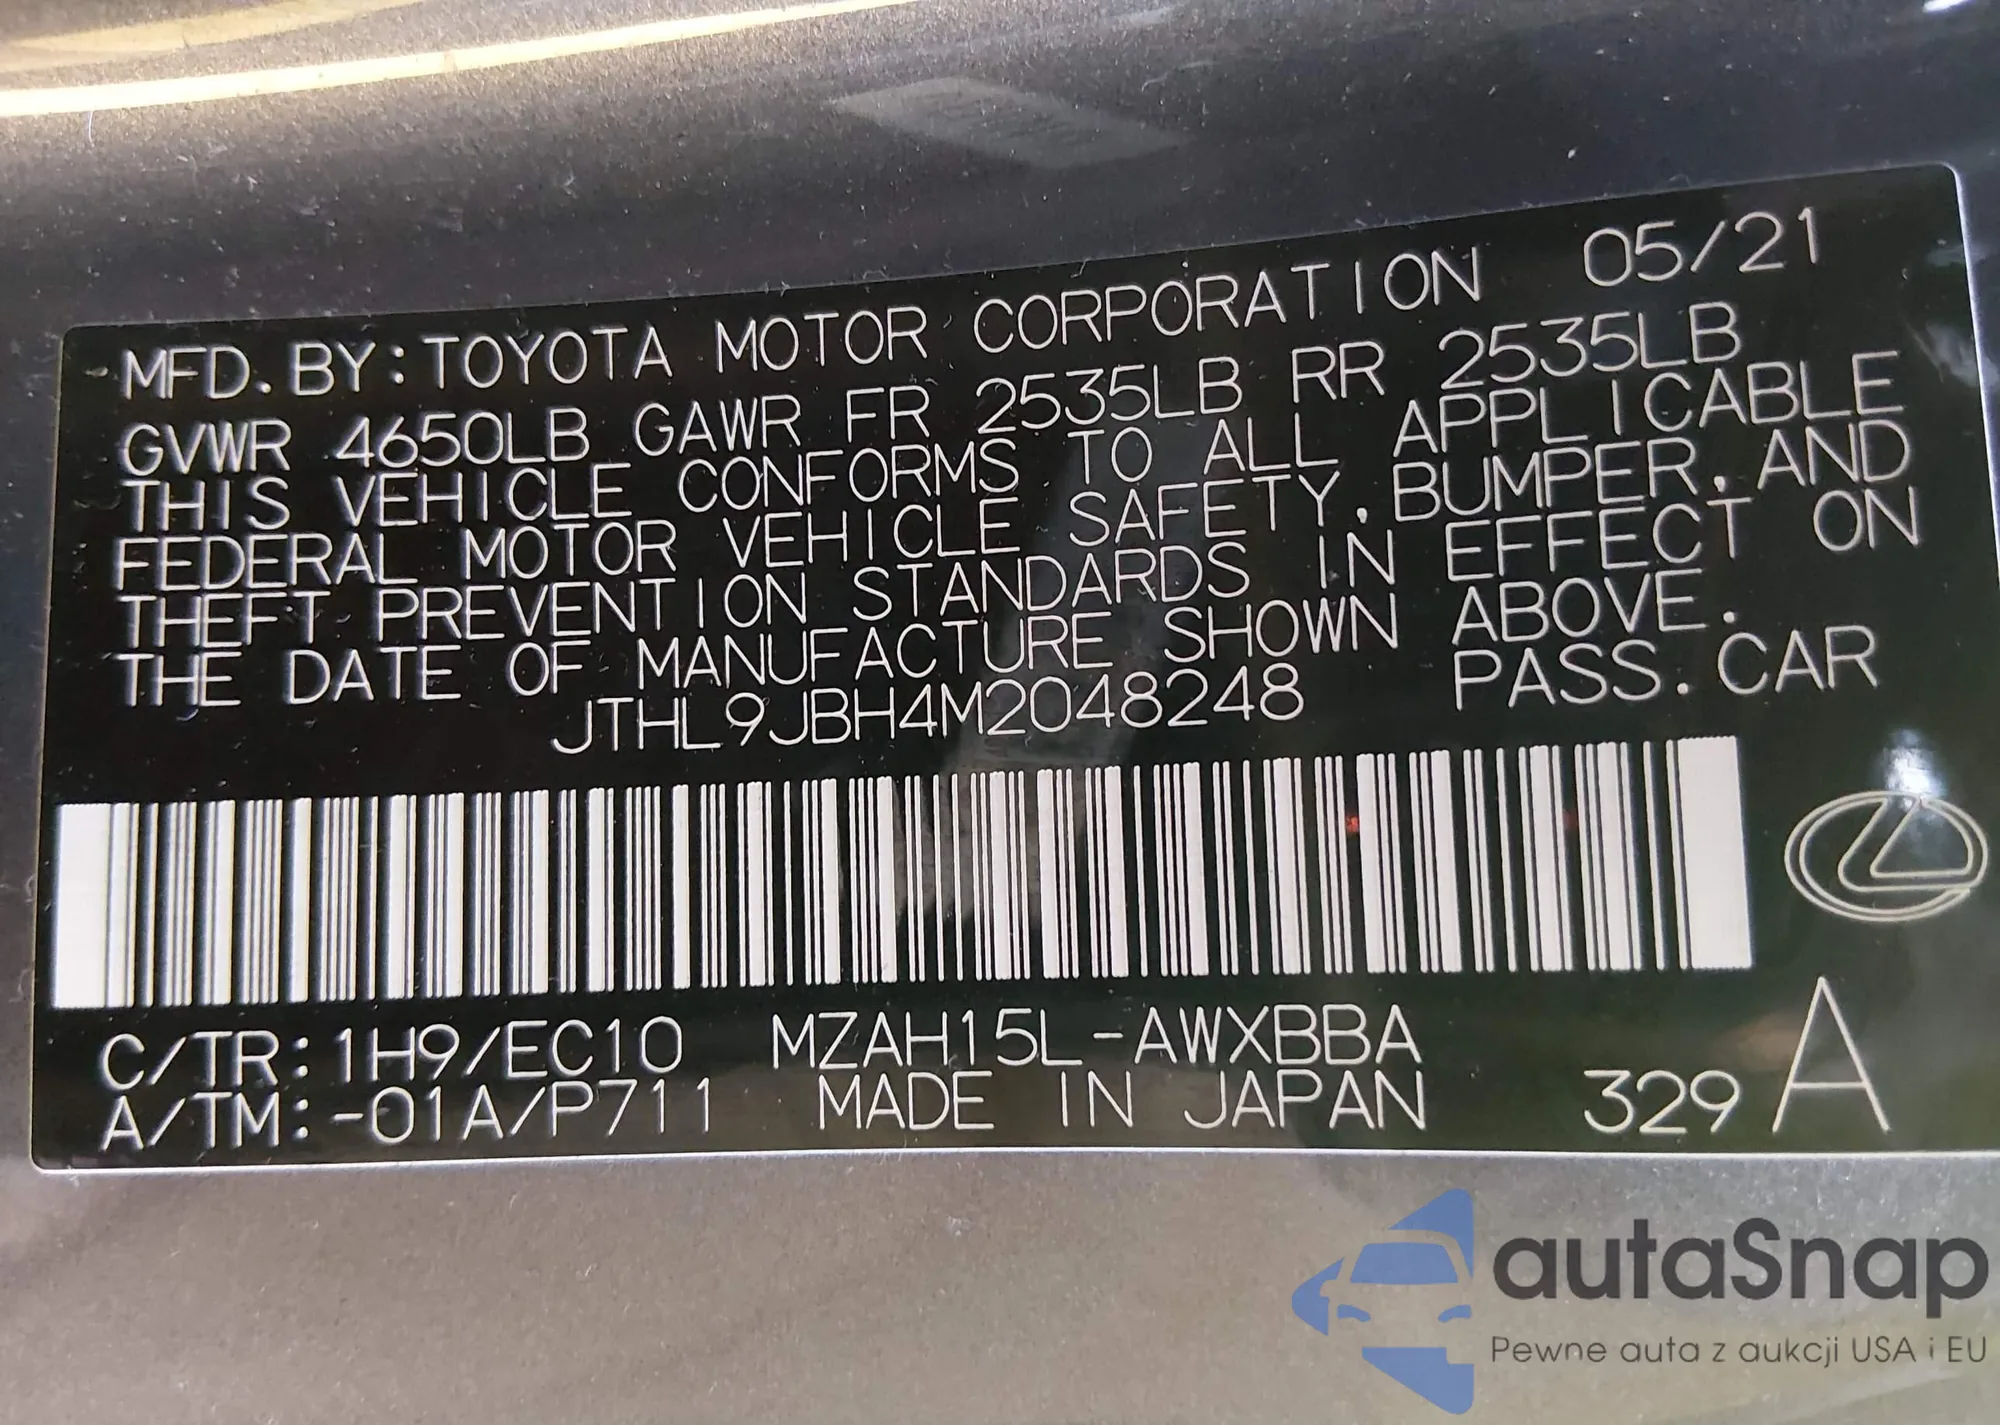 MFD. BY: TOYOTA MOTOR CORPORATION 05/21
GVWR 4650LB GAWR FR 2535LB RR 2535LB
THIS VEHICLE CONFORMS TO ALL APPLICABLE
FEDERAL MOTOR VEHICLE SAFETY, BUMPER, AND
THEFT PREVENTION STANDARDS IN EFFECT ON
THE DATE OF MANUFACTURE SHOWN ABOVE.
JTHL9JBH4M2048248 PASS. CAR
C/TR: 1H9/EC10 MZAH15L-AWXBBA
A/TM: -01A/P711 MADE IN JAPAN 329 A
autaSnap
Pewne auta z aukcji USA i EU